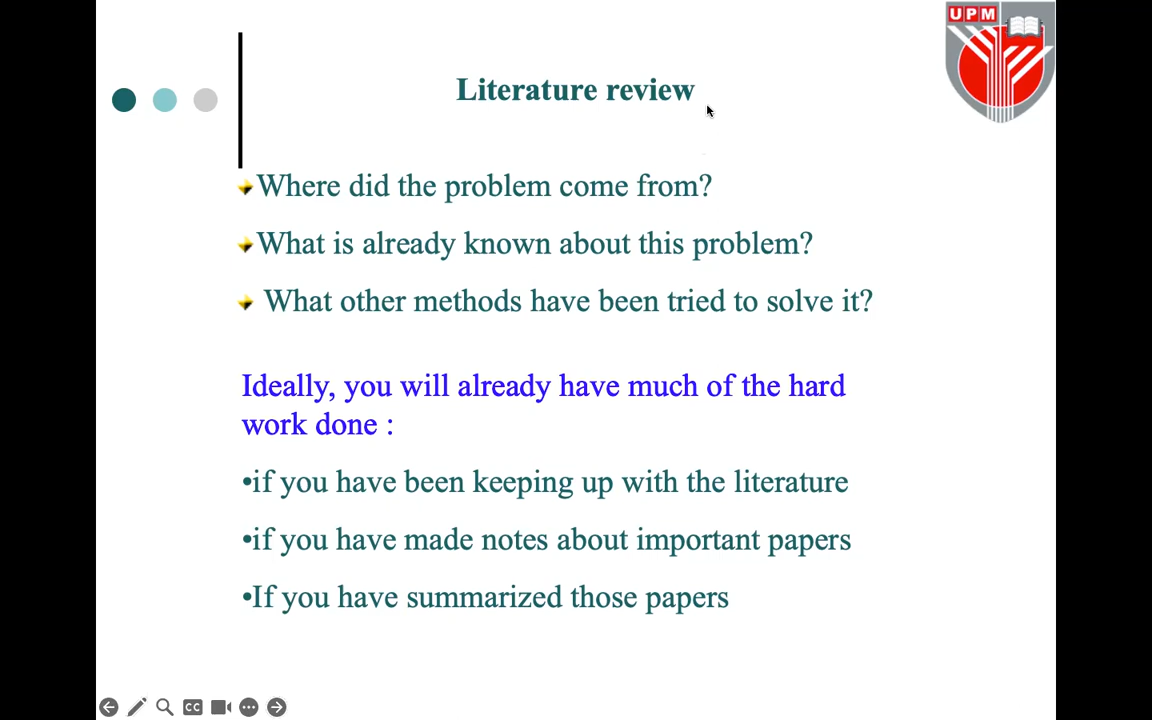 UPM
Literature review
Where did the problem come from?
What is already known about this problem?
What other methods have been tried to solve it?
Ideally, you will already have much of the hard
work done :
•if you have been keeping up with the literature
•if you have made notes about important papers
•If you have summarized those papers
CC